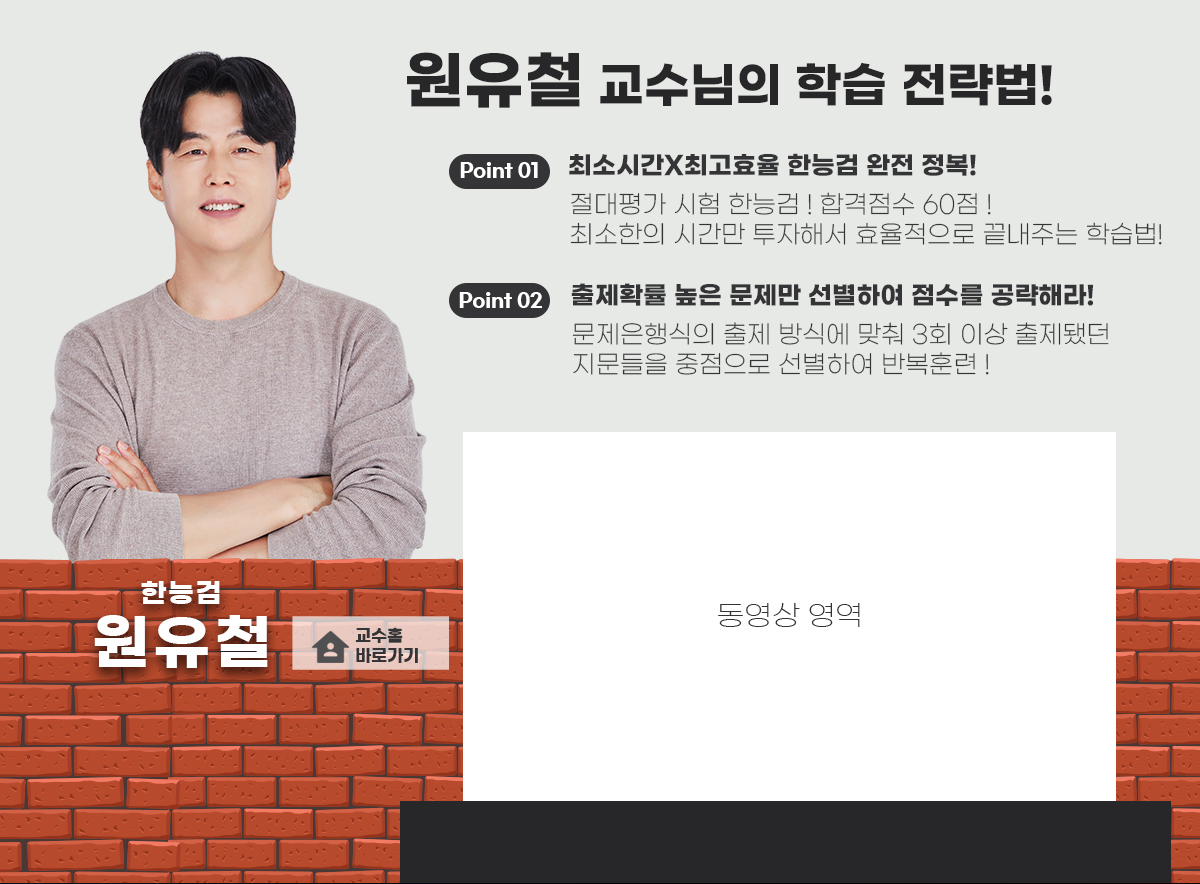 원유철 교수님의 학습 전략법!
Point 01 최소시간X최고효율 한능검 완전 정복!
절대평가 시험 한능검 ! 합격점수 60점 !
최소한의 시간만 투자해서 효율적으로 끝내주는 학습법!
Point 02 출제확률 높은 문제만 선별하여 점수를 공략해라!
문제은행식의 출제 방식에 맞춰 3회 이상 출제됐던
지문들을 중점으로 선별하여 반복훈련 !
한능검
원유철
교수홈
바로가기
동영상 영역